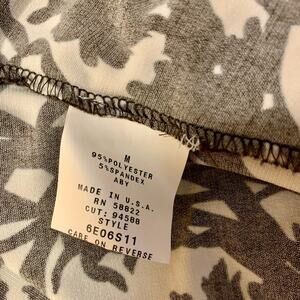 M
95%POLYESTER
5%SPANDEX
ABY
MADE IN U.S.A.
RN 58822
CUT: 94588
STYLE
6E06S11
CARE ON REVERSE